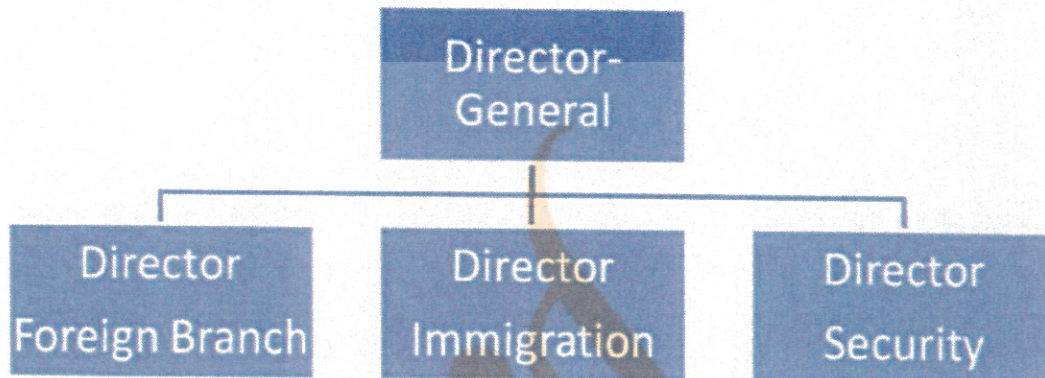 Director-
General
Director
Foreign Branch
Director
Immigration
Director
Security